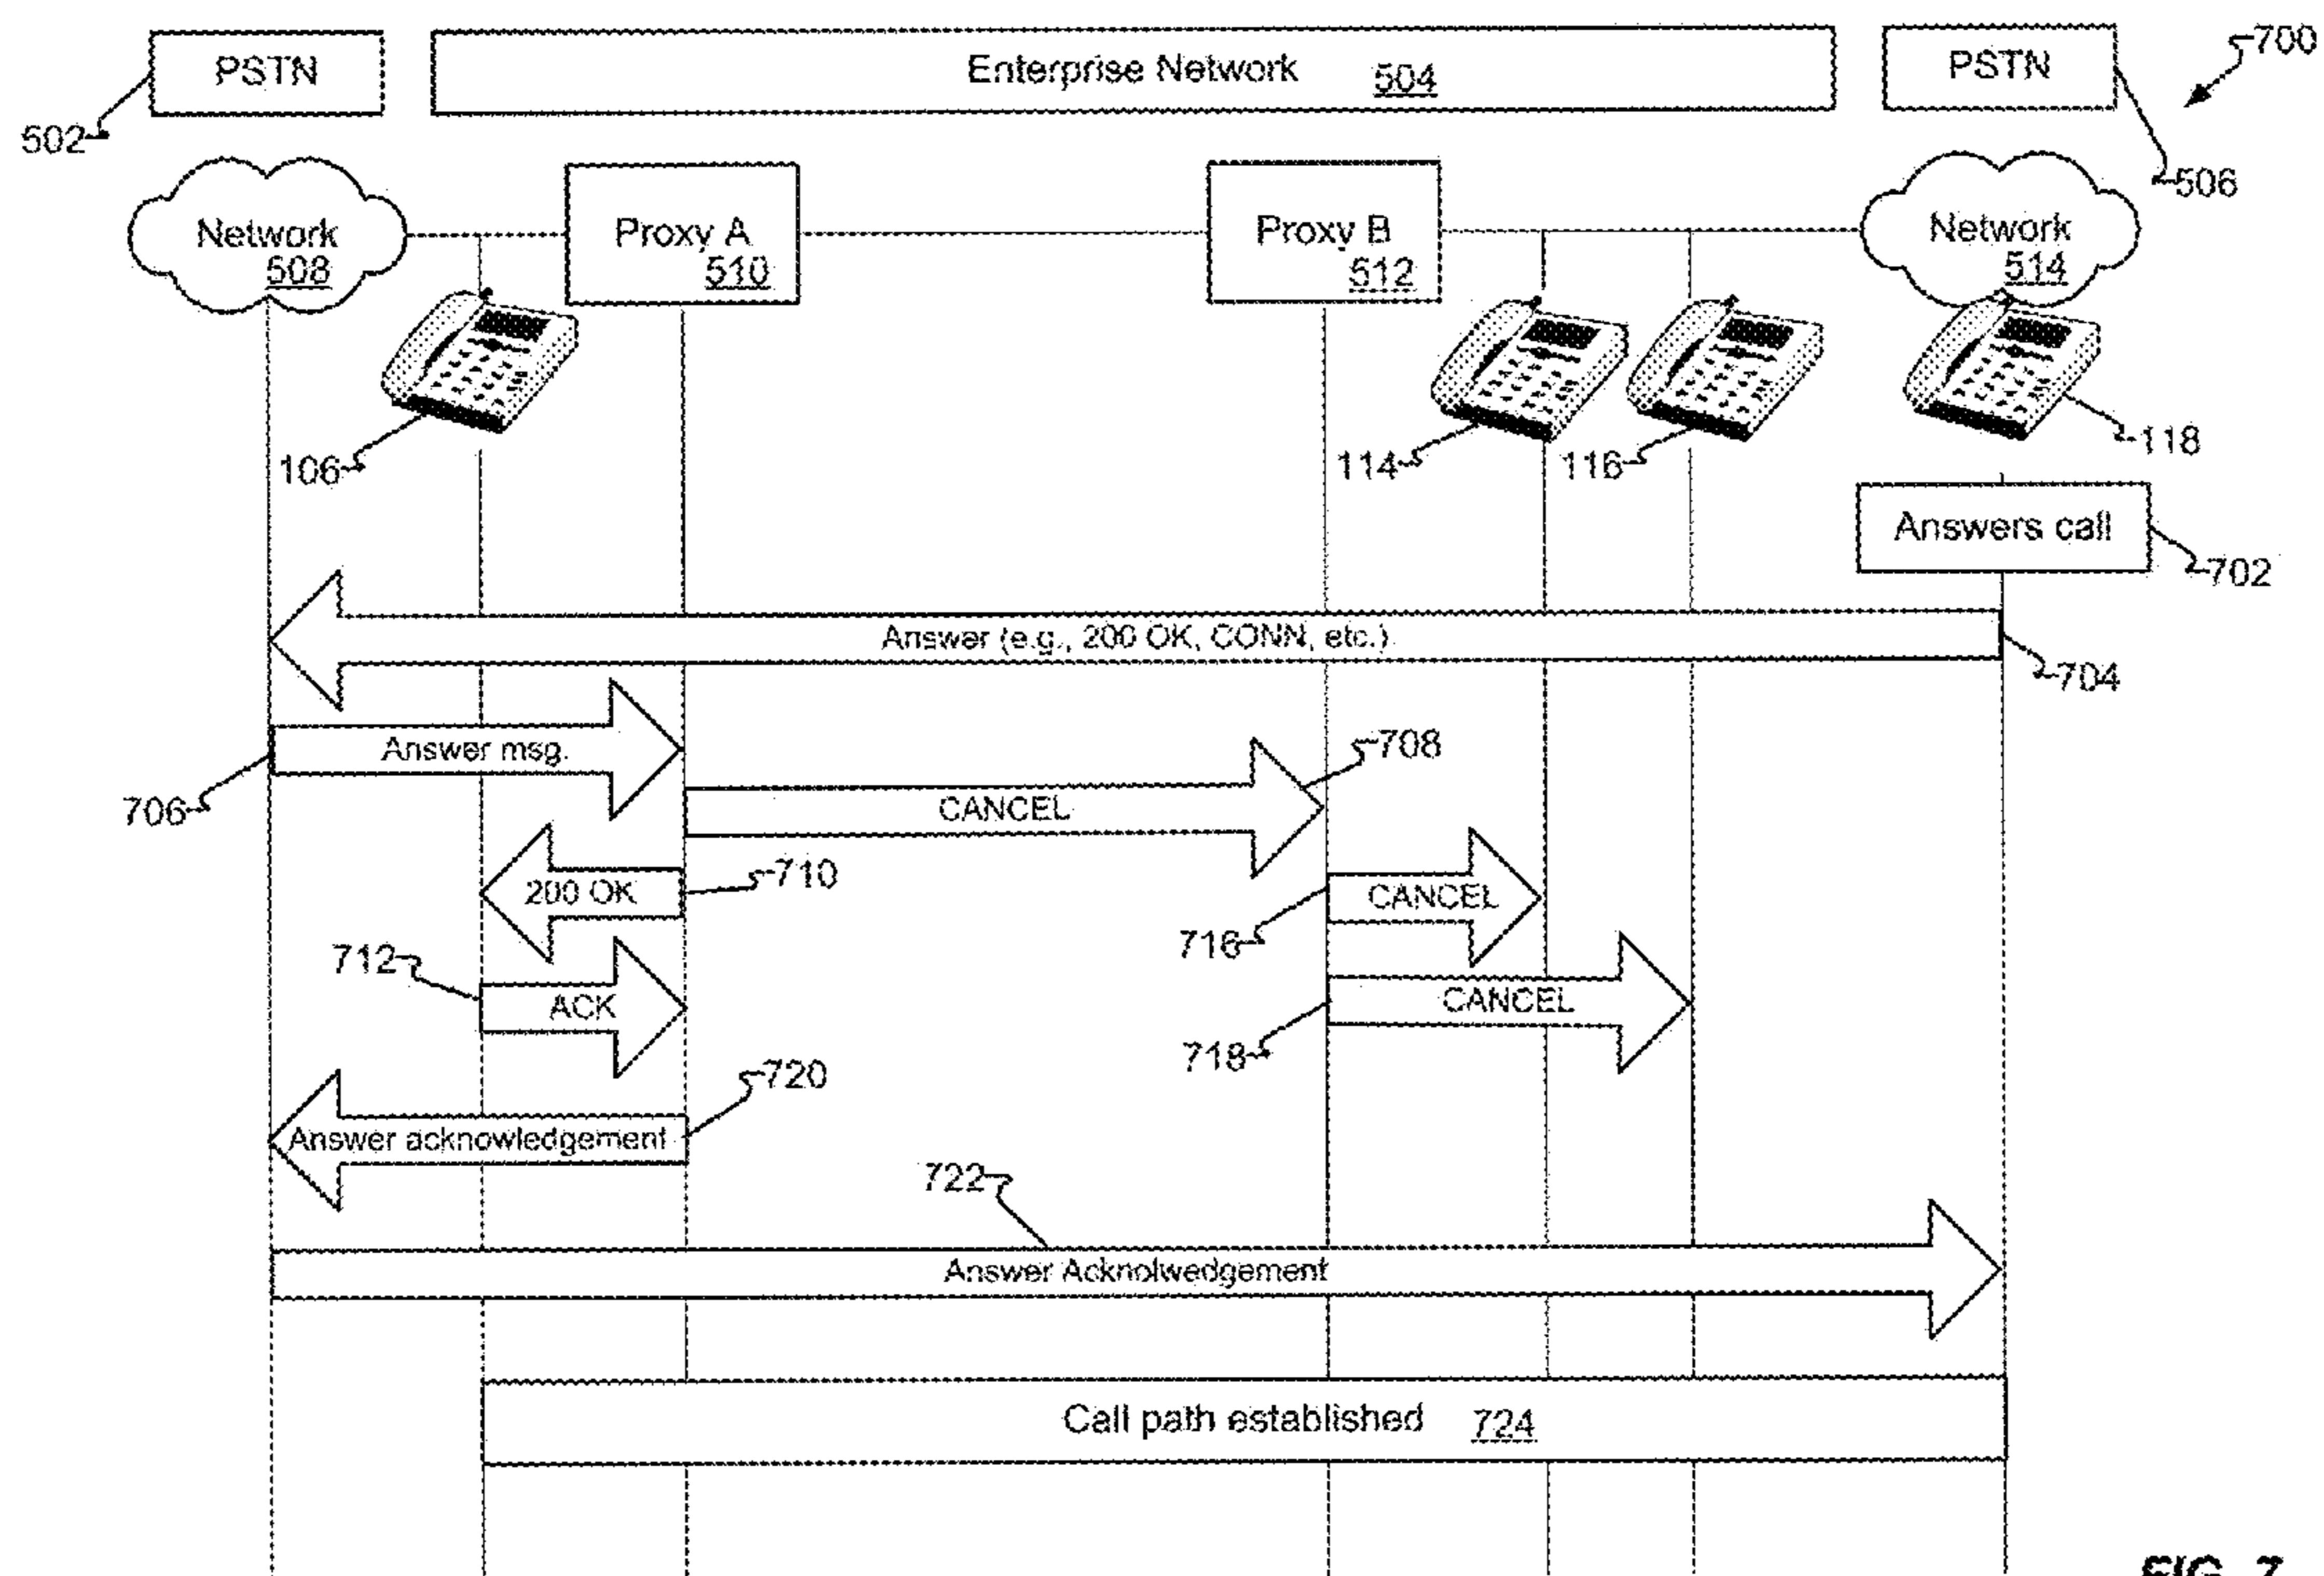 PSTN
Enterprise Network 504
PSTN
700
502
506
Network
508
Proxy A
510
Proxy B
512
Network
514
106
114
116
118
Answers call
702
Answer (e.g., 200 OK, CONN, etc.)
704
Answer msg.
706
CANCEL
708
200 OK
710
CANCEL
716
712
ACK
CANCEL
718
720
Answer acknowledgement
722
Answer Acknolwedgement
Call path established 724
FIG. 7